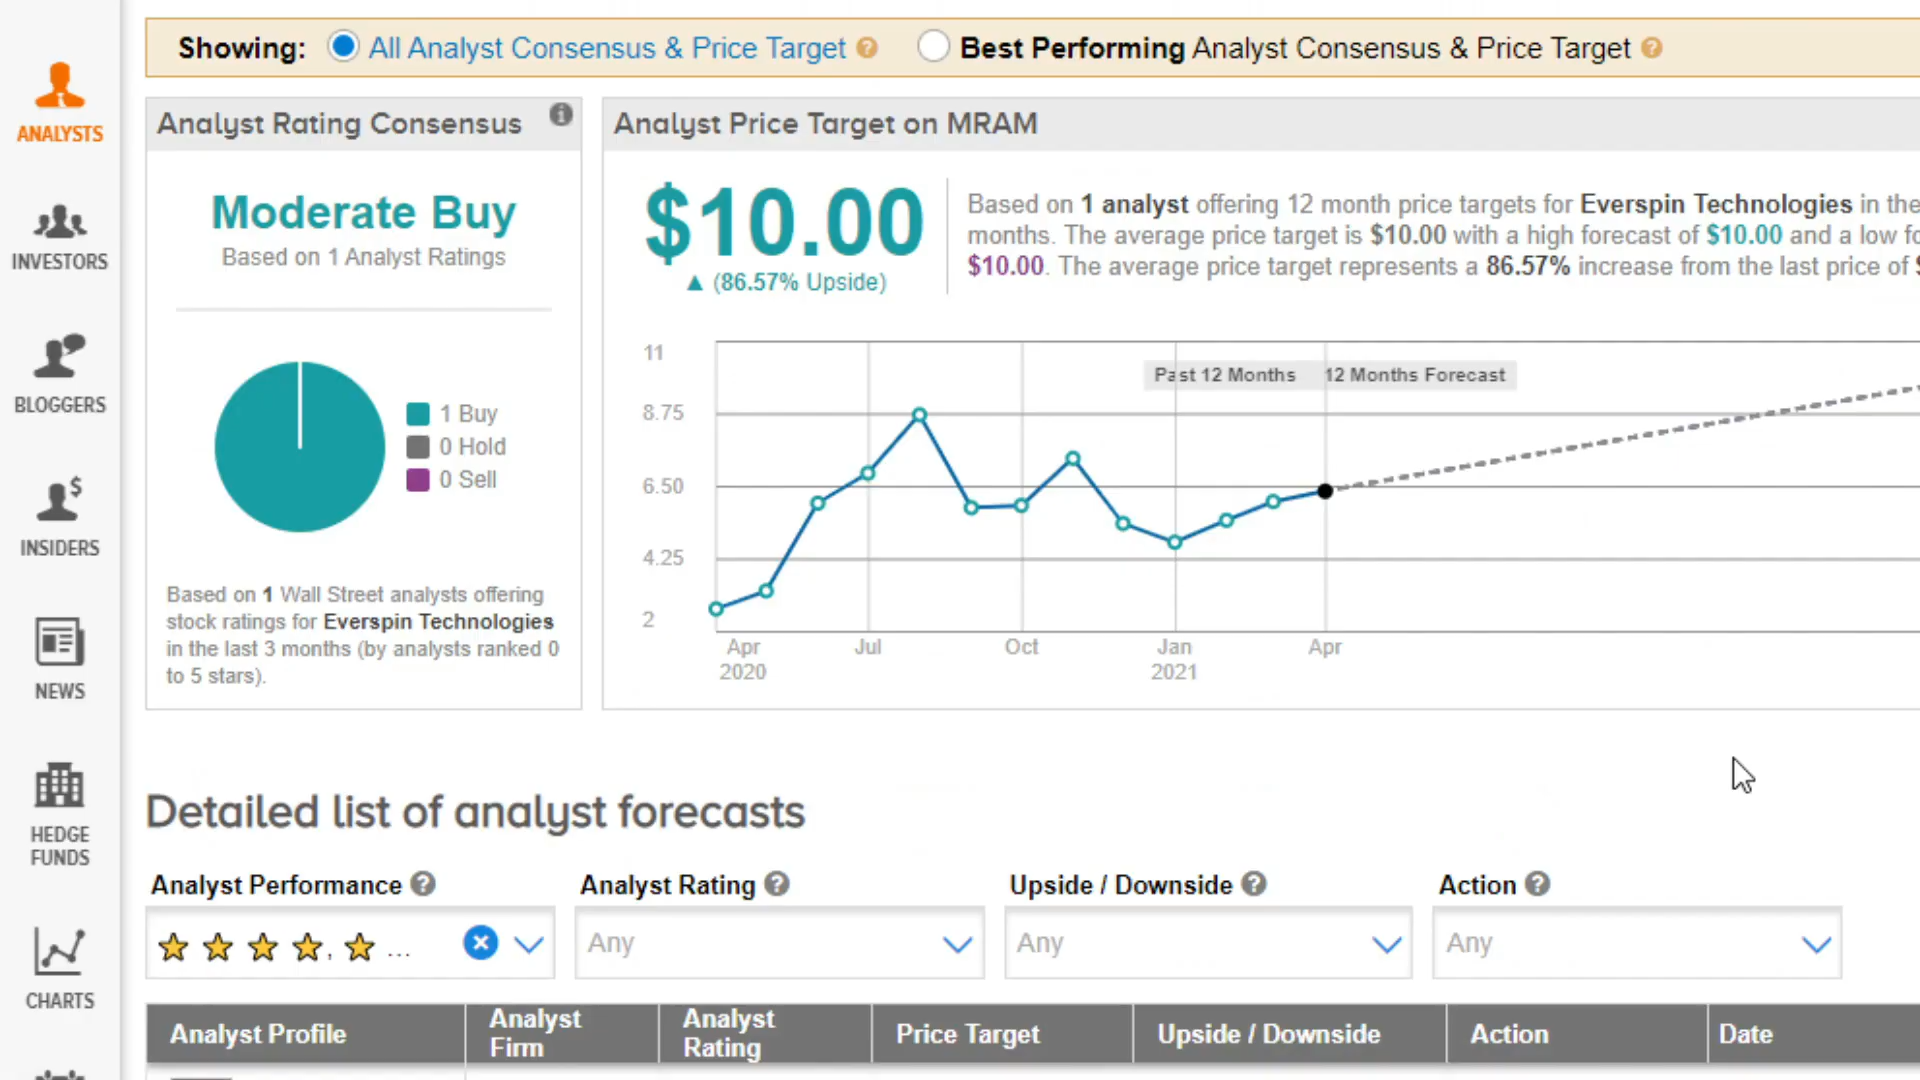 Showing: All Analyst Consensus & Price Target ? Best Performing Analyst Consensus & Price Target ?
ANALYSTS
INVESTORS
BLOGGERS
$
INSIDERS
NEWS
HEDGE
FUNDS
CHARTS
Analyst Rating Consensus i
Moderate Buy
Based on 1 Analyst Ratings
1 Buy
0 Hold
0 Sell
Based on 1 Wall Street analysts offering
stock ratings for Everspin Technologies
in the last 3 months (by analysts ranked 0
to 5 stars).
Analyst Price Target on MRAM
$10.00
▲ (86.57% Upside)
Based on 1 analyst offering 12 month price targets for Everspin Technologies in the
months. The average price target is $10.00 with a high forecast of $10.00 and a low
$10.00. The average price target represents a 86.57% increase from the last price of
Past 12 Months 12 Months Forecast
11
8.75
6.50
4.25
2
Apr Jul Oct Jan Apr
2020 2021
Detailed list of analyst forecasts
Analyst Performance ? Analyst Rating ? Upside / Downside ? Action ?
★ ★ ★ ★, ★ ... Any Any Any
Analyst Profile Analyst Firm Analyst Rating Price Target Upside / Downside Action Date